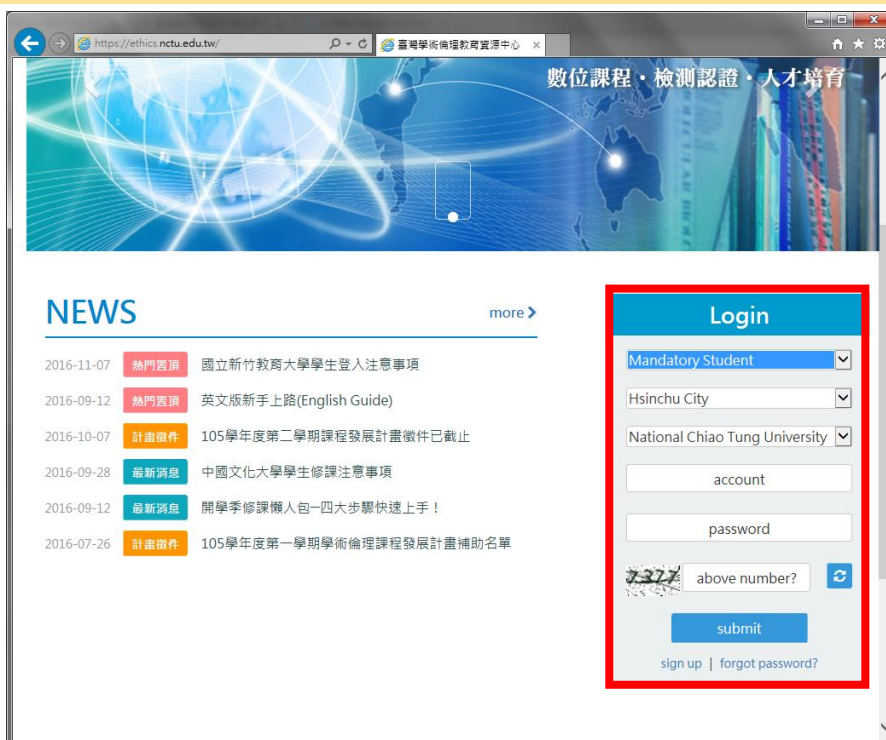 https://ethics.nctu.edu.tw/
臺灣學術倫理教育資源中心
數位課程・檢測認證・人才培育
NEWS
more
2016-11-07 熱門置頂 國立新竹教育大學學生登入注意事項
2016-09-12 熱門置頂 英文版新手上路(English Guide)
2016-10-07 計畫徵件 105學年度第二學期課程發展計畫徵件已截止
2016-09-28 最新消息 中國文化大學學生修課注意事項
2016-09-12 最新消息 開學季修課懶人包─四大步驟快速上手！
2016-07-26 計畫徵件 105學年度第一學期學術倫理課程發展計畫補助名單
Login
Mandatory Student
Hsinchu City
National Chiao Tung University
account
password
7377 above number?
submit
sign up | forgot password?